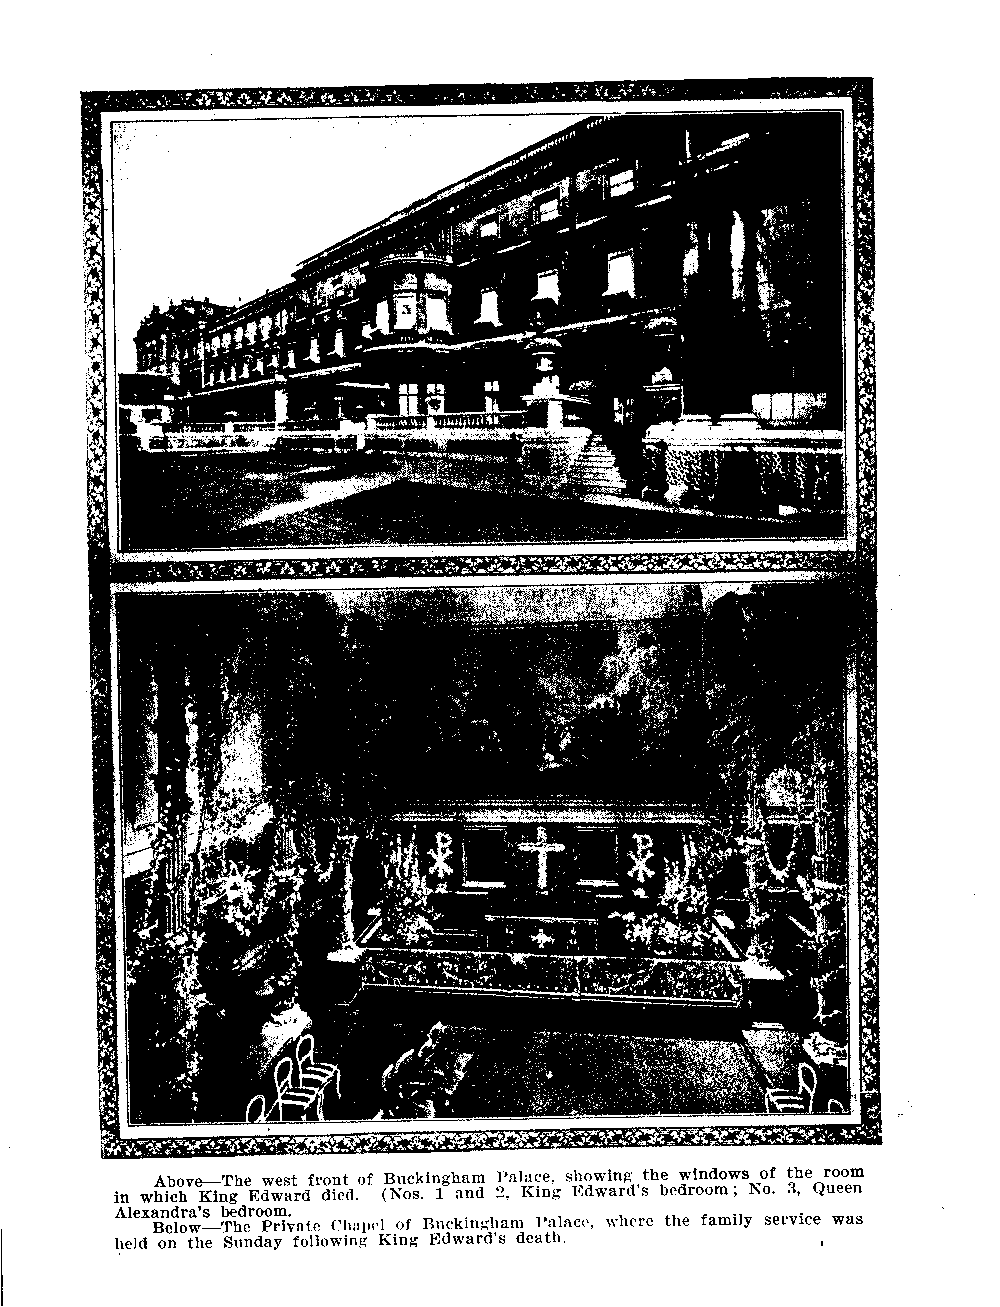 Above—The west front of Buckingham Palace, showing the windows of the room
in which King Edward died. (Nos. 1 and 2, King Edward's bedroom; No. 3, Queen
Alexandra's bedroom.
Below—The Private Chapel of Buckingham Palace, where the family service was
held on the Sunday following King Edward's death.